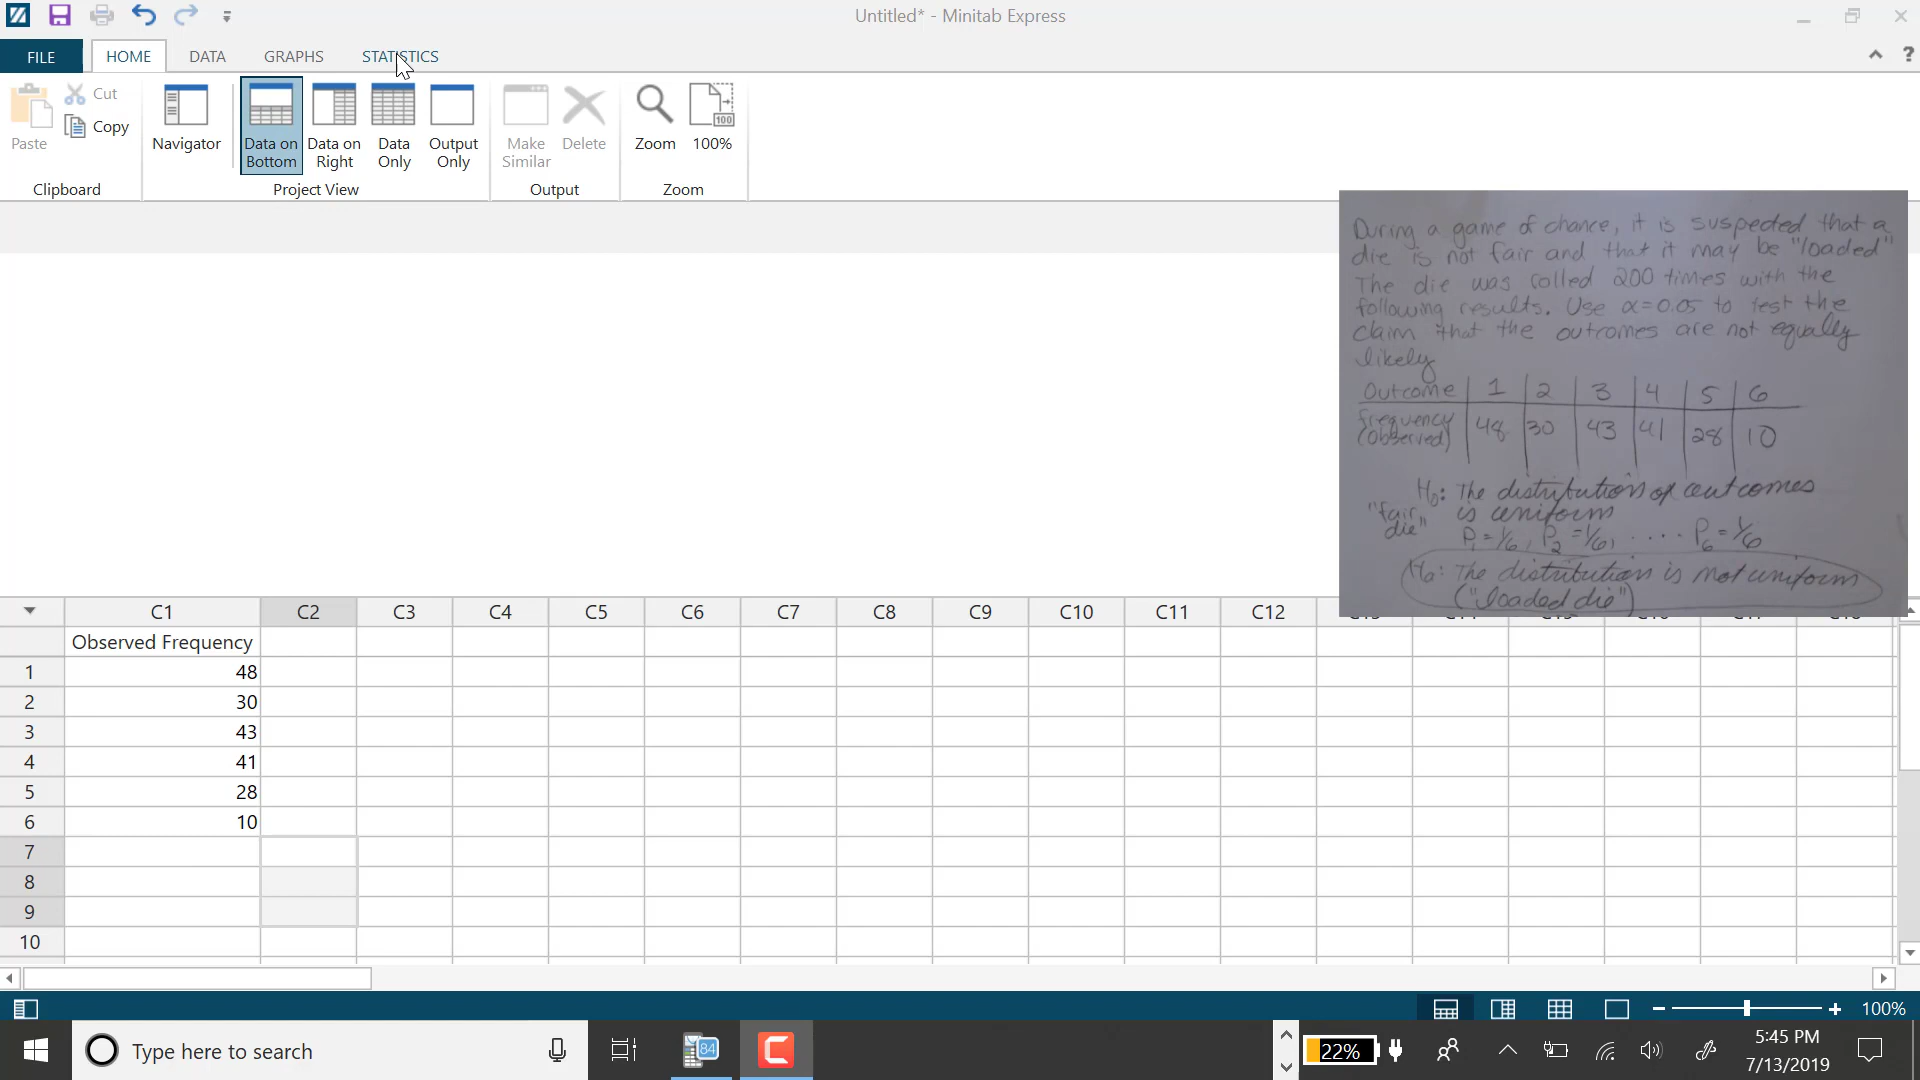 Untitled* - Minitab Express
FILE HOME DATA GRAPHS STATISTICS
?
Paste
Cut
Copy
Clipboard
Navigator
Data on Bottom
Data on Right
Data Only
Output Only
Project View
Make Similar
Delete
Output
Zoom
100
100%
Zoom
During a game of chance, it is suspected that a
die is not fair and that it may be "loaded"
The die was rolled 200 times with the
following results. Use α=0.05 to test the
claim that the outcomes are not equally
likely
Outcome 1 2 3 4 5 6
frequency (observed) 48 30 43 41 28 10
H₀: The distribution of outcomes
"fair die" is uniform
P₁=1/6, P₂=1/6, ..... P₆=1/6
Ha: The distribution is not uniform
("loaded die")
C1 C2 C3 C4 C5 C6 C7 C8 C9 C10 C11 C12
Observed Frequency
1 48
2 30
3 43
4 41
5 28
6 10
7
8
9
10
100%
Type here to search
84
C
22%
5:45 PM
7/13/2019